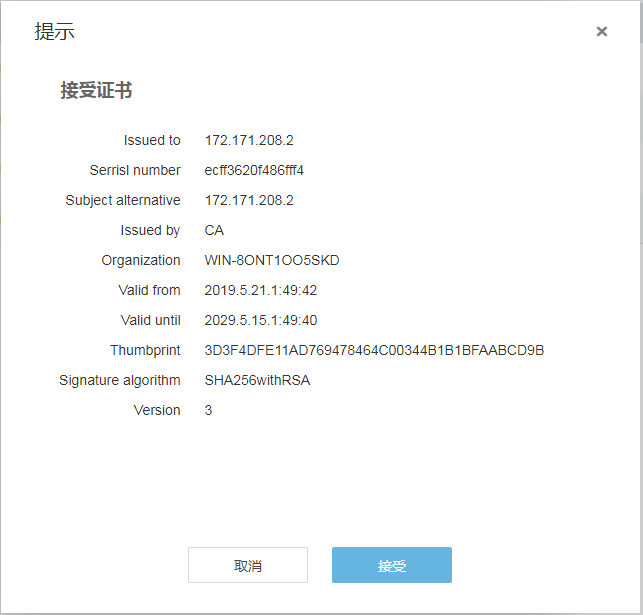 提示
×
接受证书
Issued to 172.171.208.2
Serrisl number ecff3620f486fff4
Subject alternative 172.171.208.2
Issued by CA
Organization WIN-8ONT1OO5SKD
Valid from 2019.5.21.1:49:42
Valid until 2029.5.15.1:49:40
Thumbprint 3D3F4DFE11AD769478464C00344B1B1BFAABCD9B
Signature algorithm SHA256withRSA
Version 3
取消 接受